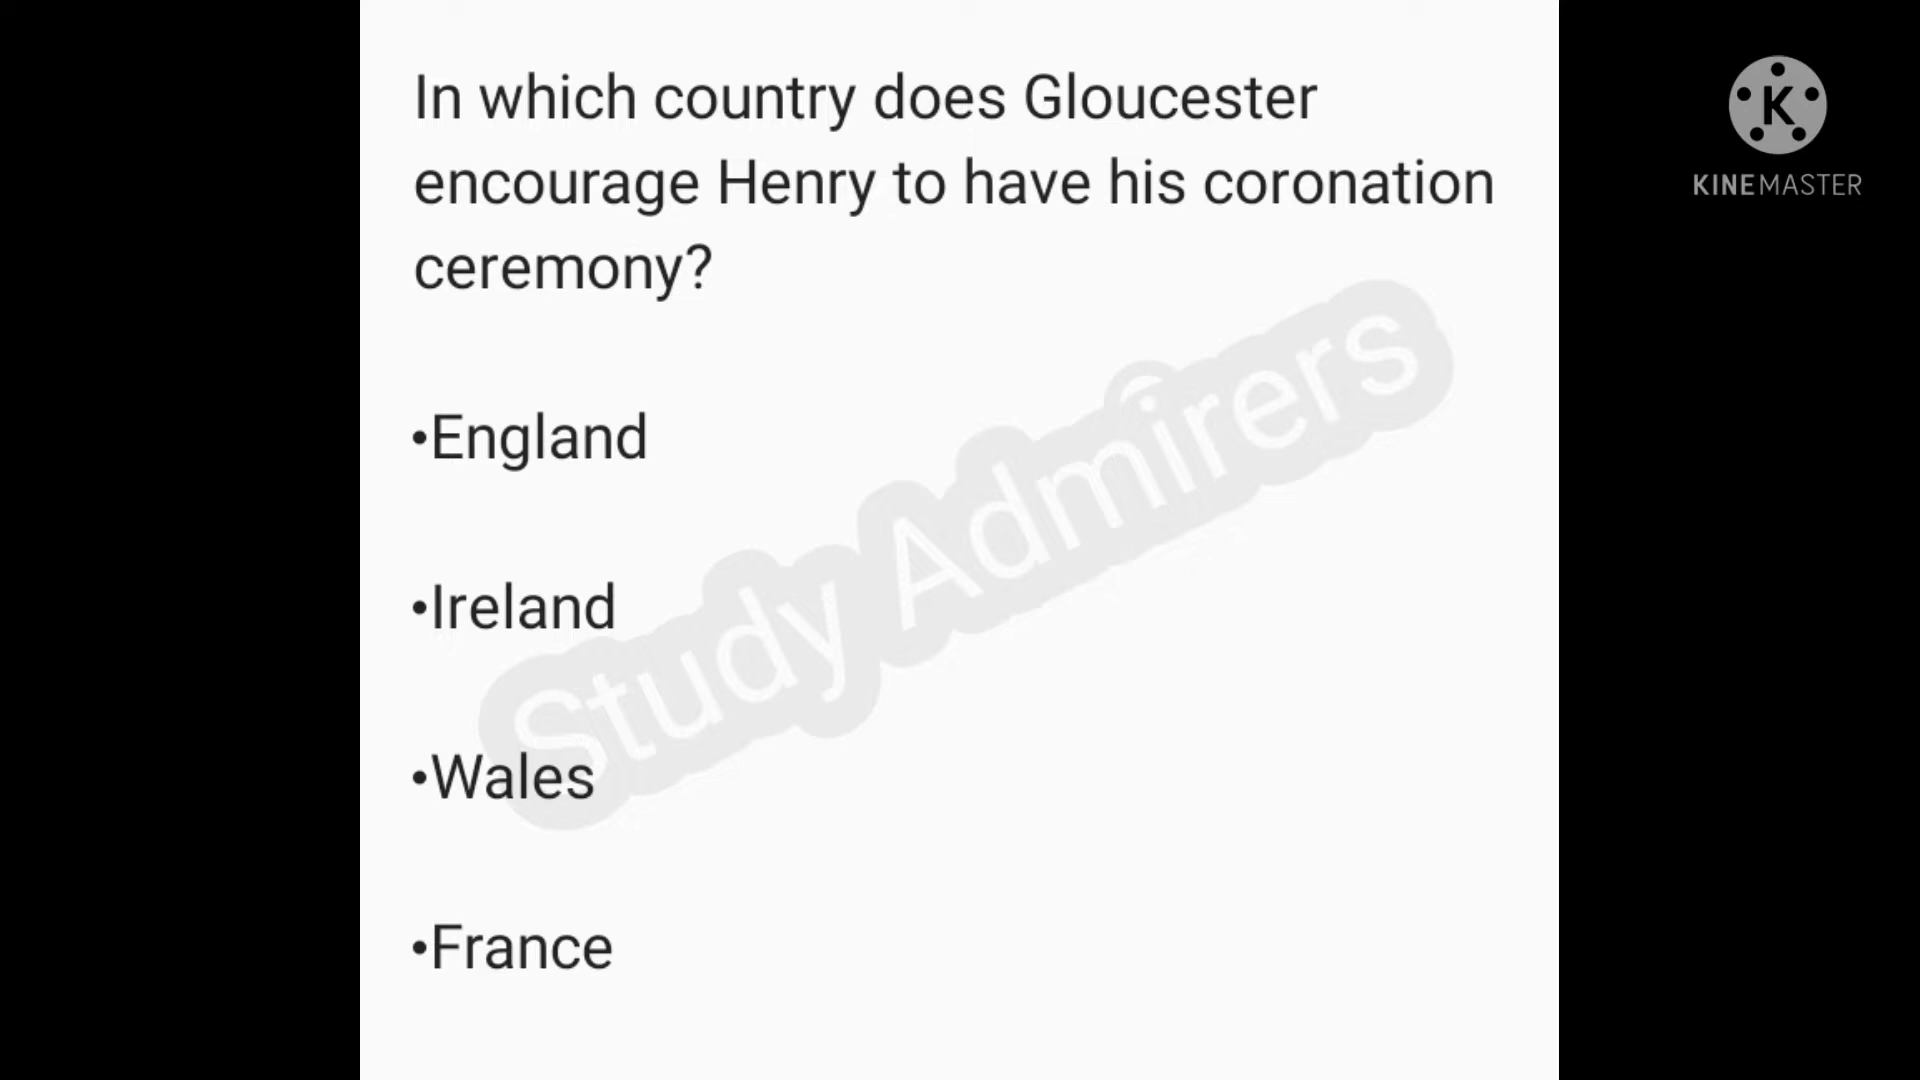 In which country does Gloucester
encourage Henry to have his coronation
ceremony?
•England
•Ireland
•Wales
•France
Study Admirers
K
KINEMASTER